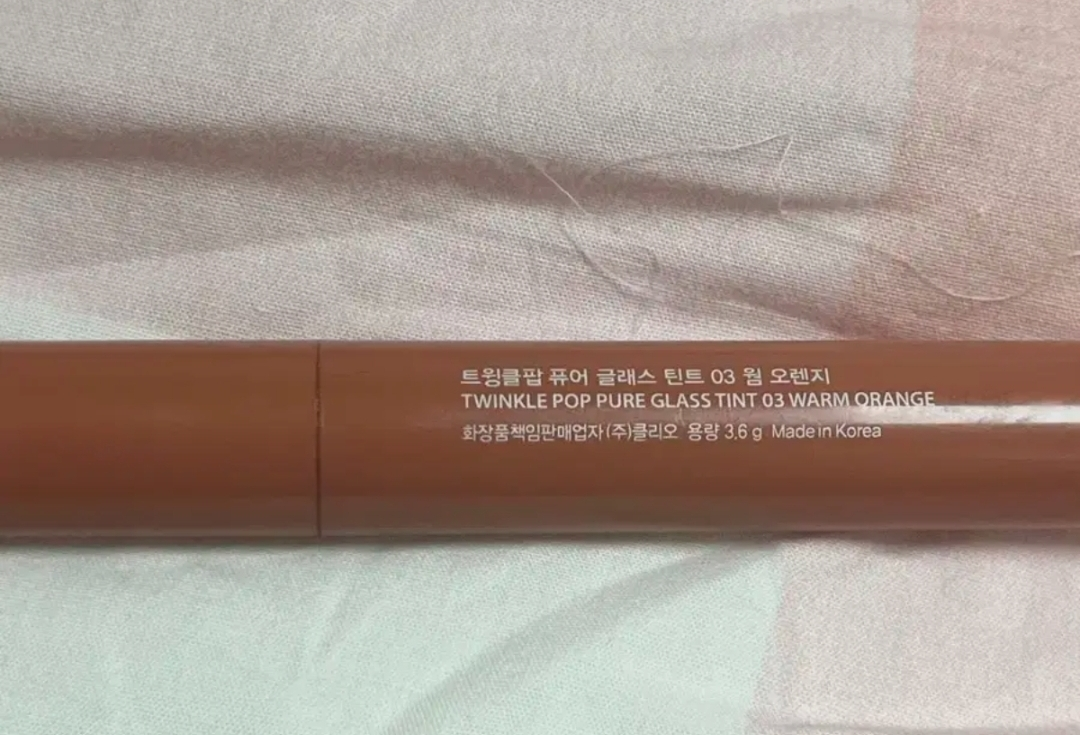 트윙클팝 퓨어 글래스 틴트 03 웜 오렌지
TWINKLE POP PURE GLASS TINT 03 WARM ORANGE
화장품책임판매업자 (주)클리오 용량 3.6 g Made in Korea